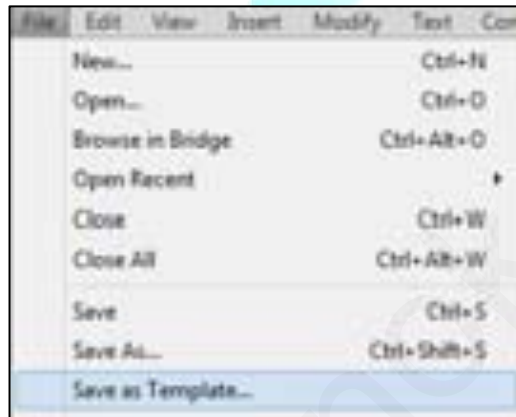 File Edit View Insert Modify Text Com
New... Ctrl+N
Open... Ctrl+O
Browse in Bridge Ctrl+Alt+O
Open Recent
Close Ctrl+W
Close All Ctrl+Alt+W
Save Ctrl+S
Save As... Ctrl+Shift+S
Save as Template...